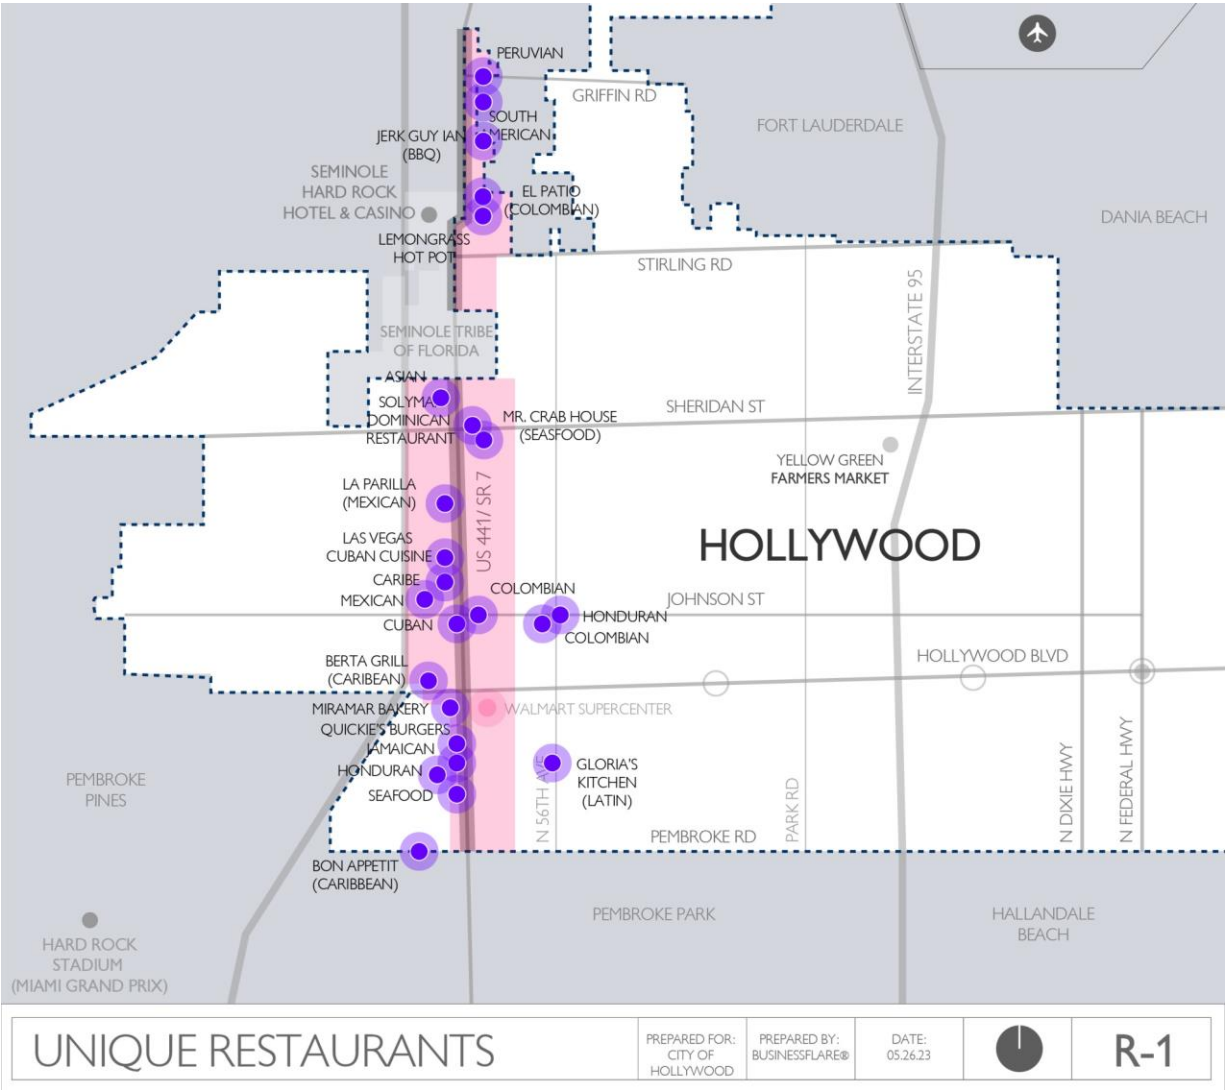 PERUVIAN
GRIFFIN RD
SOUTH
AMERICAN
JERK GUY IAN
(BBQ)
FORT LAUDERDALE
SEMINOLE
HARD ROCK
HOTEL & CASINO
EL PATIO
(COLOMBIAN)
DANIA BEACH
LEMONGRASS
HOT POT
STIRLING RD
INTERSTATE 95
SEMINOLE TRIBE
OF FLORIDA
ASIAN
SOLYMAR
DOMINICAN
RESTAURANT
MR. CRAB HOUSE
(SEASFOOD)
SHERIDAN ST
YELLOW GREEN
FARMERS MARKET
LA PARILLA
(MEXICAN)
US 441/ SR 7
HOLLYWOOD
LAS VEGAS
CUBAN CUISINE
CARIBE
MEXICAN
CUBAN
COLOMBIAN
JOHNSON ST
HONDURAN
COLOMBIAN
HOLLYWOOD BLVD
BERTA GRILL
(CARIBEAN)
MIRAMAR BAKERY
WALMART SUPERCENTER
QUICKIE'S BURGERS
JAMAICAN
HONDURAN
SEAFOOD
GLORIA'S
KITCHEN
(LATIN)
N 56TH AVE
PARK RD
N DIXIE HWY
N FEDERAL HWY
PEMBROKE
PINES
PEMBROKE RD
BON APPETIT
(CARIBBEAN)
PEMBROKE PARK
HALLANDALE
BEACH
HARD ROCK
STADIUM
(MIAMI GRAND PRIX)
UNIQUE RESTAURANTS
PREPARED FOR:
CITY OF
HOLLYWOOD
PREPARED BY:
BUSINESSFLARE®
DATE:
05.26.23
R-1